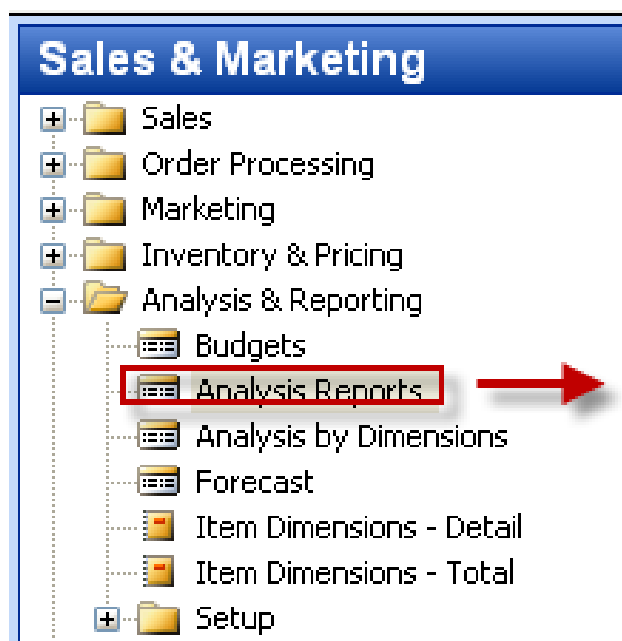 Sales & Marketing
Sales
Order Processing
Marketing
Inventory & Pricing
Analysis & Reporting
Budgets
Analysis Reports
Analysis by Dimensions
Forecast
Item Dimensions - Detail
Item Dimensions - Total
Setup